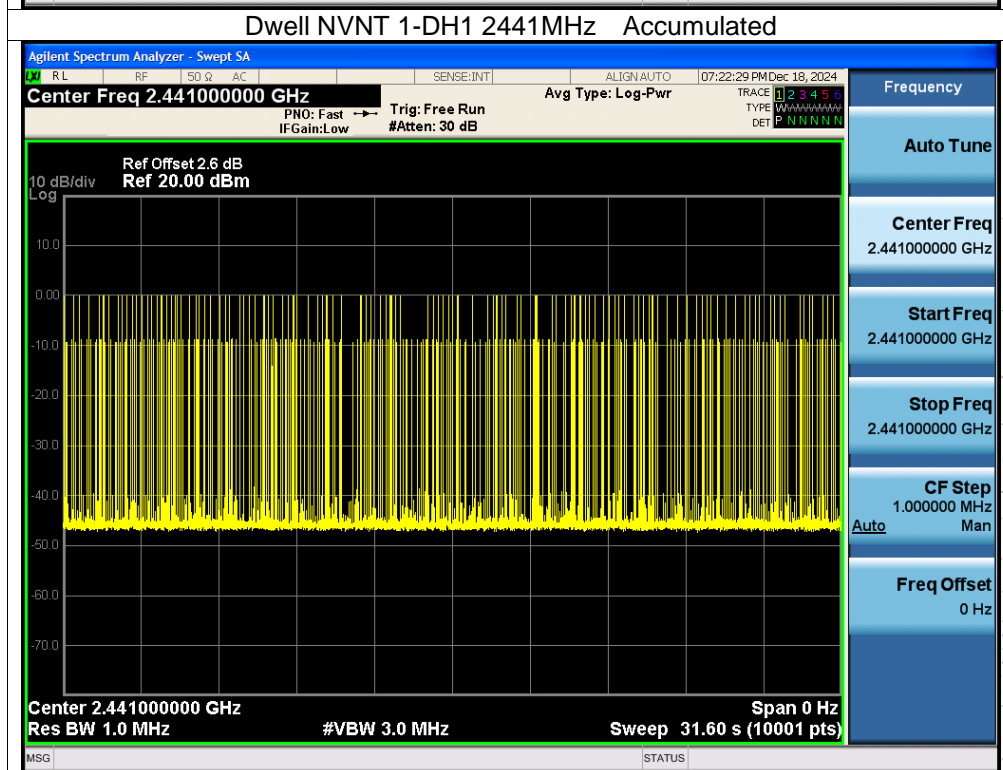 Dwell NVNT 1-DH1 2441MHz Accumulated
Agilent Spectrum Analyzer - Swept SA
LXI RL RF 50 Ω AC SENSE:INT ALIGN AUTO 07:22:29 PM Dec 18, 2024
Center Freq 2.441000000 GHz
PNO: Fast
IFGain:Low
Trig: Free Run
#Atten: 30 dB
Avg Type: Log-Pwr
TRACE 1 2 3 4 5 6
TYPE W
DET P N N N N N
Ref Offset 2.6 dB
10 dB/div Ref 20.00 dBm
Log
10.0
0.00
-10.0
-20.0
-30.0
-40.0
-50.0
-60.0
-70.0
Center 2.441000000 GHz Span 0 Hz
Res BW 1.0 MHz #VBW 3.0 MHz Sweep 31.60 s (10001 pts)
MSG STATUS
Frequency
Auto Tune
Center Freq
2.441000000 GHz
Start Freq
2.441000000 GHz
Stop Freq
2.441000000 GHz
CF Step
1.000000 MHz
Auto Man
Freq Offset
0 Hz